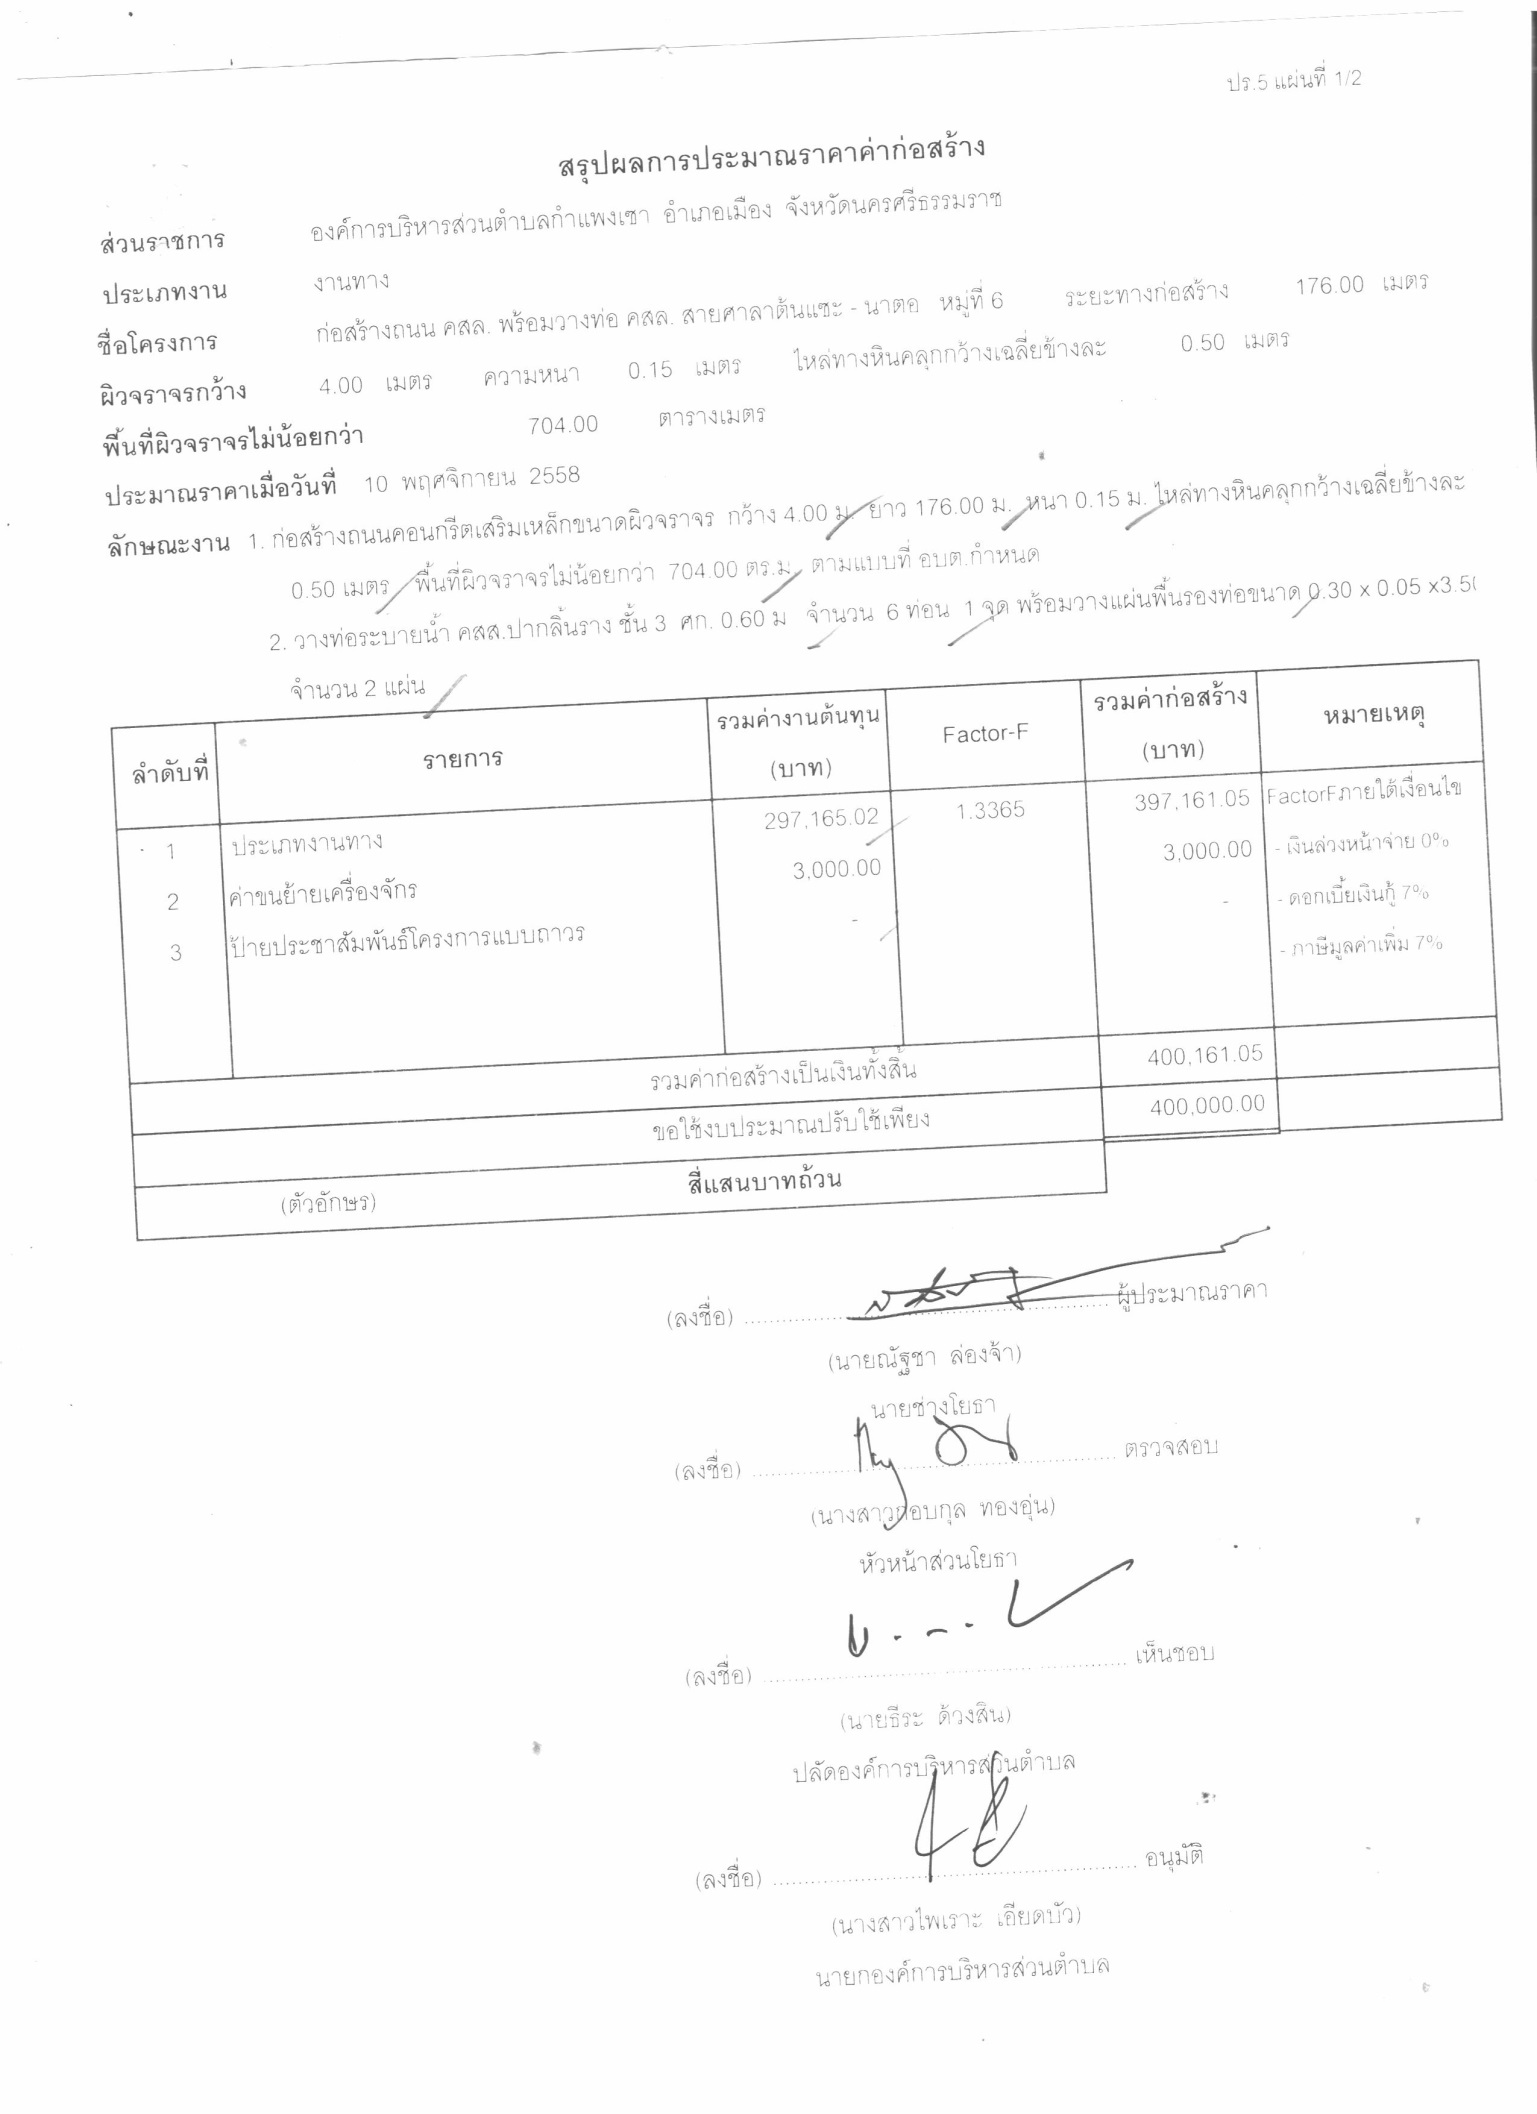 ปร.5 แผ่นที่ 1/2
สรุปผลการประมาณราคาค่าก่อสร้าง
ส่วนราชการ องค์การบริหารส่วนตำบลกำแพงเซา อำเภอเมือง จังหวัดนครศรีธรรมราช
ประเภทงาน งานทาง
ชื่อโครงการ ก่อสร้างถนน คสล. พร้อมวางท่อ คสล. สายศาลาต้นแซะ - นาตอ หมู่ที่ 6 ระยะทางก่อสร้าง 176.00 เมตร
ผิวจราจรกว้าง 4.00 เมตร ความหนา 0.15 เมตร ไหล่ทางหินคลุกกว้างเฉลี่ยข้างละ 0.50 เมตร
พื้นที่ผิวจราจรไม่น้อยกว่า 704.00 ตารางเมตร
ประมาณราคาเมื่อวันที่ 10 พฤศจิกายน 2558
ลักษณะงาน 1. ก่อสร้างถนนคอนกรีตเสริมเหล็กขนาดผิวจราจร กว้าง 4.00 ม. ยาว 176.00 ม. หนา 0.15 ม. ไหล่ทางหินคลุกกว้างเฉลี่ยข้างละ
0.50 เมตร พื้นที่ผิวจราจรไม่น้อยกว่า 704.00 ตร.ม. ตามแบบที่ อบต.กำหนด
2. วางท่อระบายน้ำ คสล.ปากลิ้นราง ชั้น 3 ศก. 0.60 ม จำนวน 6 ท่อน 1 จุด พร้อมวางแผ่นพื้นรองท่อขนาด 0.30 x 0.05 x3.50
จำนวน 2 แผ่น
ลำดับที่ รายการ รวมค่างานต้นทุน (บาท) Factor-F รวมค่าก่อสร้าง (บาท) หมายเหตุ
1 ประเภทงานทาง 297,165.02 1.3365 397,161.05 FactorFภายใต้เงื่อนไข
2 ค่าขนย้ายเครื่องจักร 3,000.00 3,000.00 - เงินล่วงหน้าจ่าย 0%
3 ป้ายประชาสัมพันธ์โครงการแบบถาวร - - - ดอกเบี้ยเงินกู้ 7%
- ภาษีมูลค่าเพิ่ม 7%
รวมค่าก่อสร้างเป็นเงินทั้งสิ้น 400,161.05
ขอใช้งบประมาณปรับใช้เพียง 400,000.00
(ตัวอักษร) สี่แสนบาทถ้วน
(ลงชื่อ) ผู้ประมาณราคา
(นายณัฐชา ล่องจ้า)
นายช่างโยธา
(ลงชื่อ) ตรวจสอบ
(นางสาวกอบกุล ทองอุ่น)
หัวหน้าส่วนโยธา
(ลงชื่อ) เห็นชอบ
(นายธีระ ด้วงสิน)
ปลัดองค์การบริหารส่วนตำบล
(ลงชื่อ) อนุมัติ
(นางสาวไพเราะ เอียดบัว)
นายกองค์การบริหารส่วนตำบล